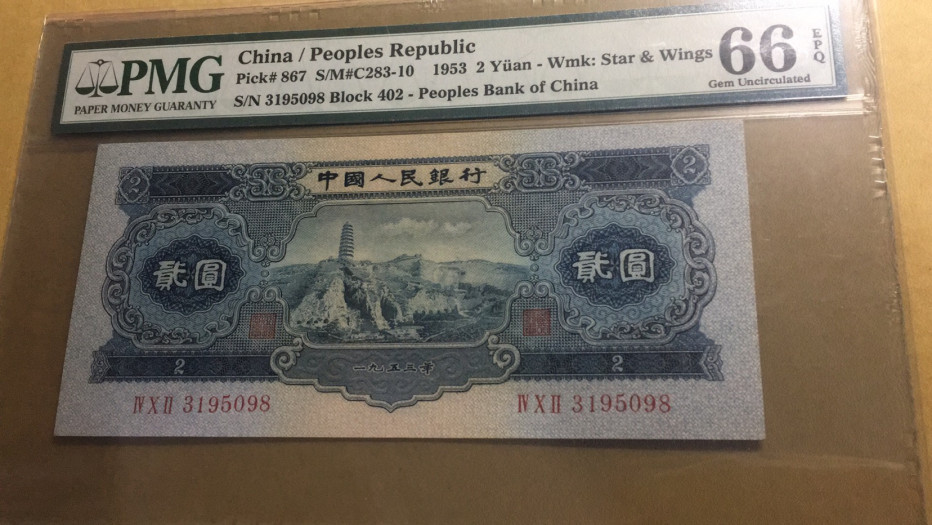 PMG
PAPER MONEY GUARANTY
China / Peoples Republic
Pick# 867 S/M#C283-10 1953 2 Yüan - Wmk: Star & Wings
S/N 3195098 Block 402 - Peoples Bank of China
66
EPQ
Gem Uncirculated
2
2
中國人民銀行
貳圓
貳圓
2
一九五三年
2
ⅣⅩⅡ 3195098
ⅣⅩⅡ 3195098